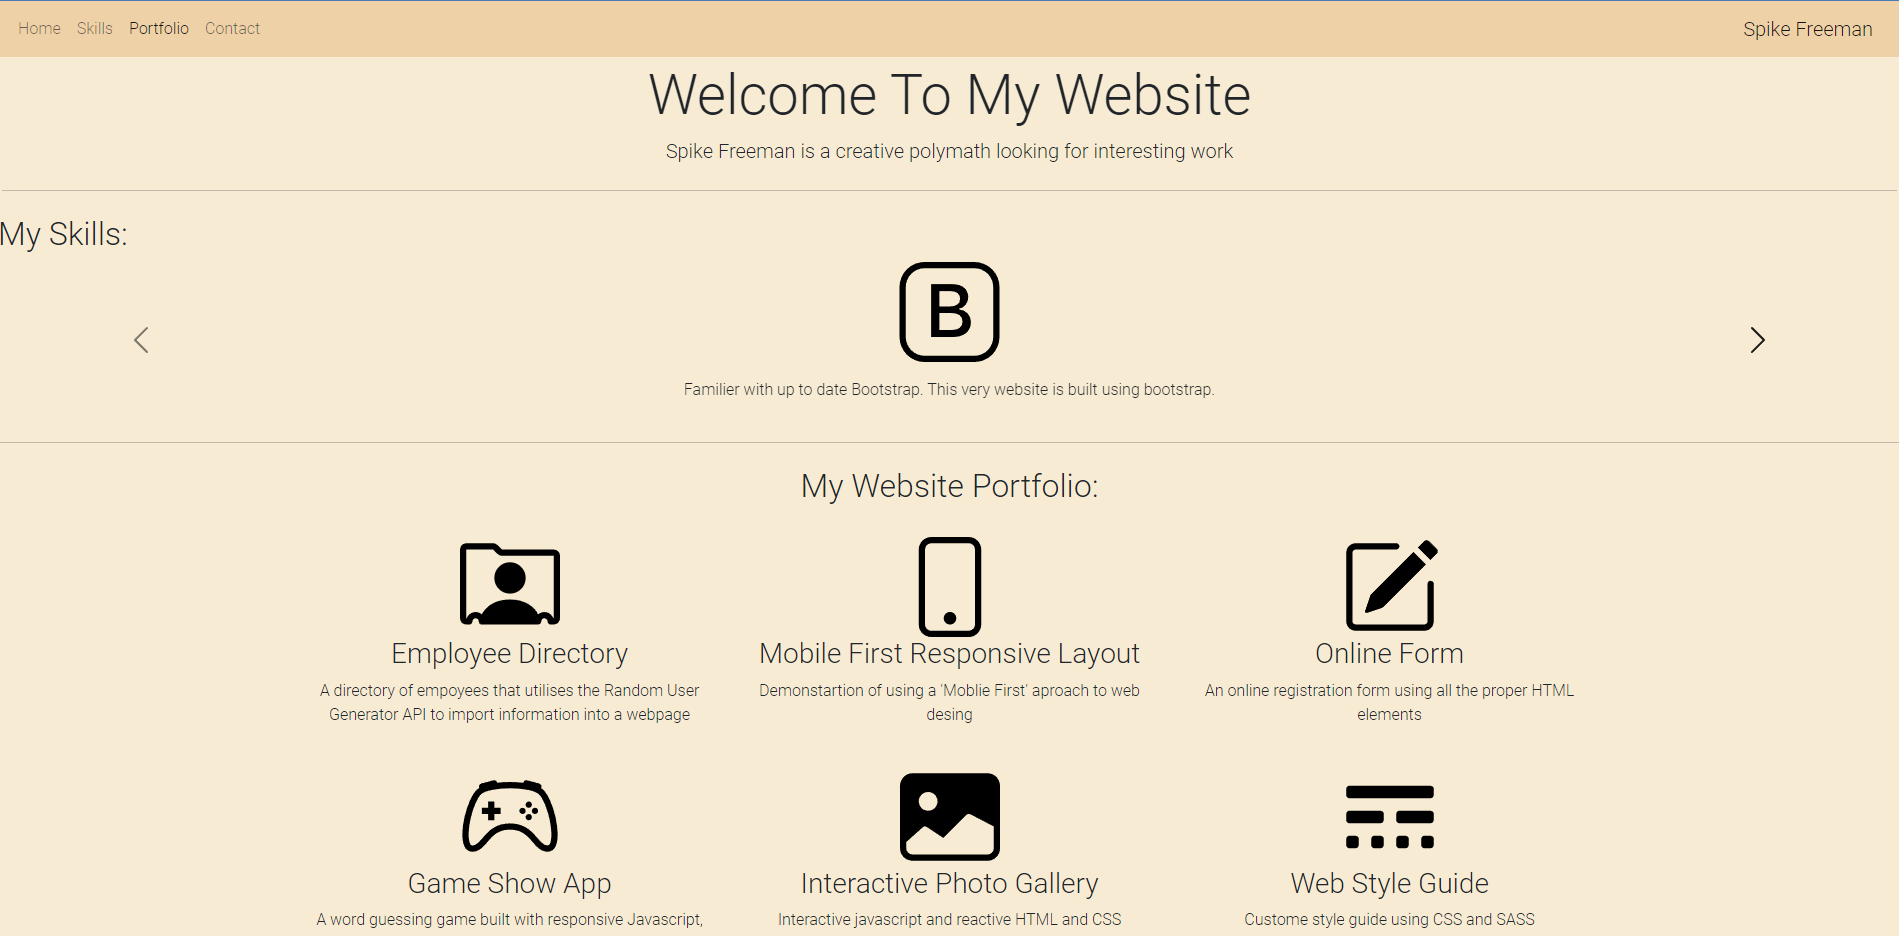 Home Skills Portfolio Contact Spike Freeman
Welcome To My Website
Spike Freeman is a creative polymath looking for interesting work
My Skills:
B
Familier with up to date Bootstrap. This very website is built using bootstrap.
My Website Portfolio:
Employee Directory
A directory of empoyees that utilises the Random User
Generator API to import information into a webpage
Mobile First Responsive Layout
Demonstartion of using a 'Moblie First' aproach to web
desing
Online Form
An online registration form using all the proper HTML
elements
Game Show App
A word guessing game built with responsive Javascript,
Interactive Photo Gallery
Interactive javascript and reactive HTML and CSS
Web Style Guide
Custome style guide using CSS and SASS